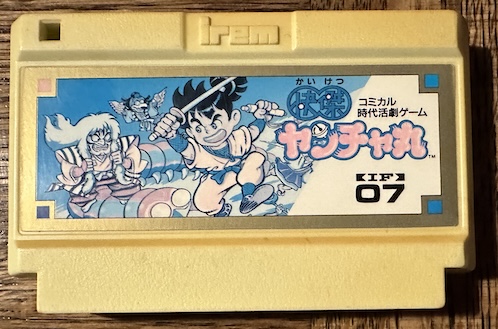 irem
かい けつ
快傑
コミカル
時代活劇ゲーム
ヤンチャ丸
TM
【IF】
07